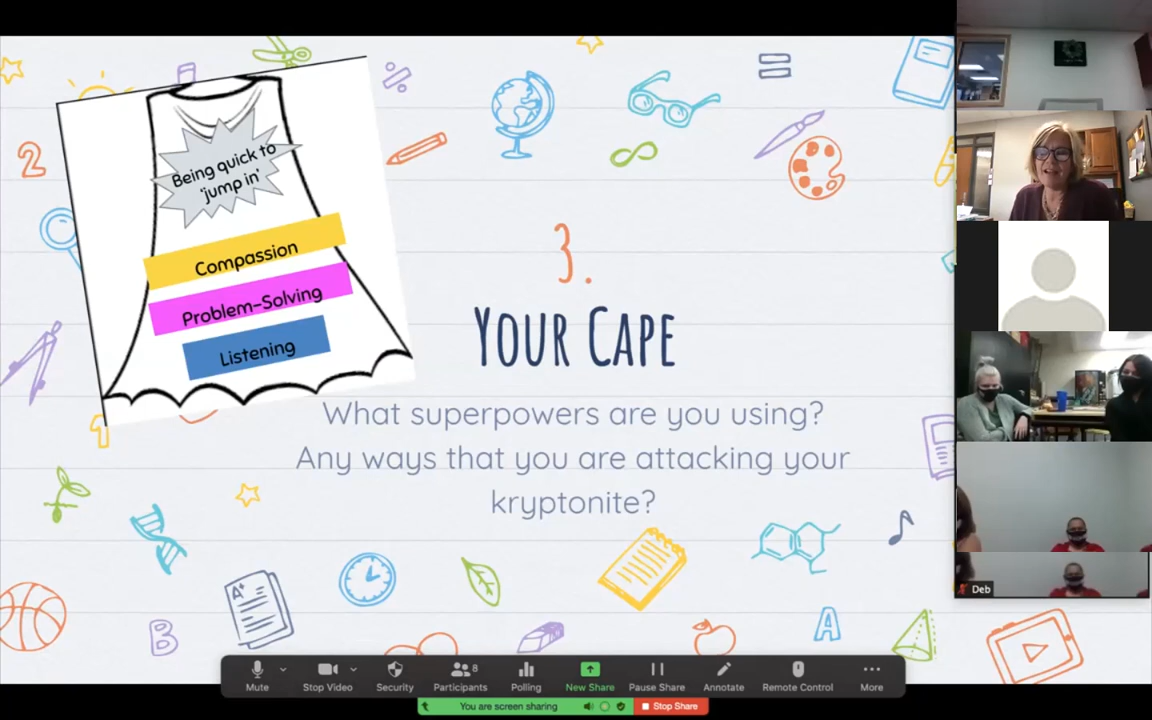 2
Being quick to
'jump in'
Compassion
Problem-Solving
Listening
3.
Your Cape
What superpowers are you using?
Any ways that you are attacking your
kryptonite?
1
A+
B
A
Deb
Mute
Stop Video
Security
Participants
8
Polling
New Share
Pause Share
Annotate
Remote Control
More
You are screen sharing
Stop Share